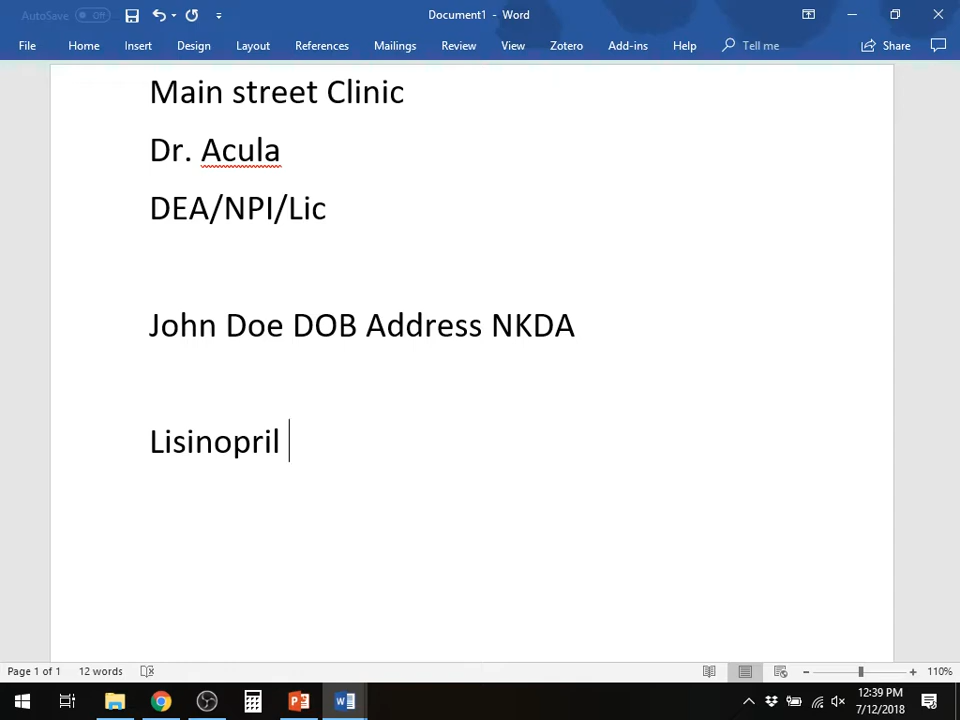 AutoSave Off Document1 - Word
File Home Insert Design Layout References Mailings Review View Zotero Add-ins Help Tell me Share
Main street Clinic
Dr. Acula
DEA/NPI/Lic
John Doe DOB Address NKDA
Lisinopril
Page 1 of 1 12 words 110%
12:39 PM
7/12/2018